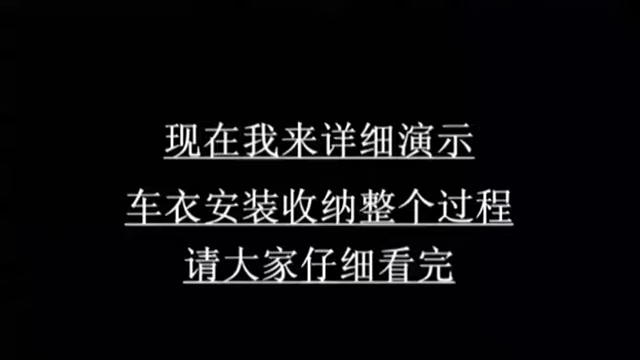 现在我来详细演示
车衣安装收纳整个过程
请大家仔细看完